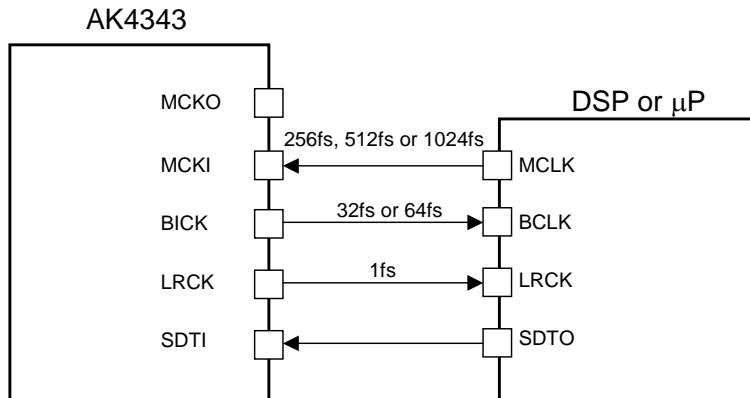 AK4343
DSP or μP
MCKO
256fs, 512fs or 1024fs
MCKI
MCLK
32fs or 64fs
BICK
BCLK
1fs
LRCK
LRCK
SDTI
SDTO